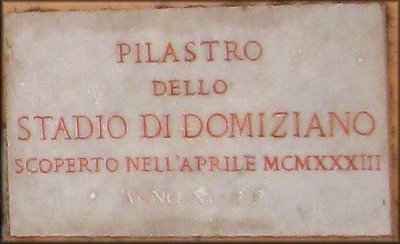 PILASTRO
DELLO
STADIO DI DOMIZIANO
SCOPERTO NELL'APRILE MCMXXXIII